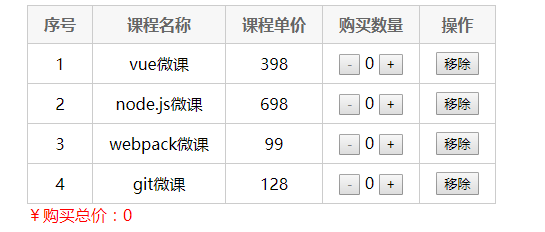 序号 课程名称 课程单价 购买数量 操作
1 vue微课 398 - 0 + 移除
2 node.js微课 698 - 0 + 移除
3 webpack微课 99 - 0 + 移除
4 git微课 128 - 0 + 移除
￥购买总价：0